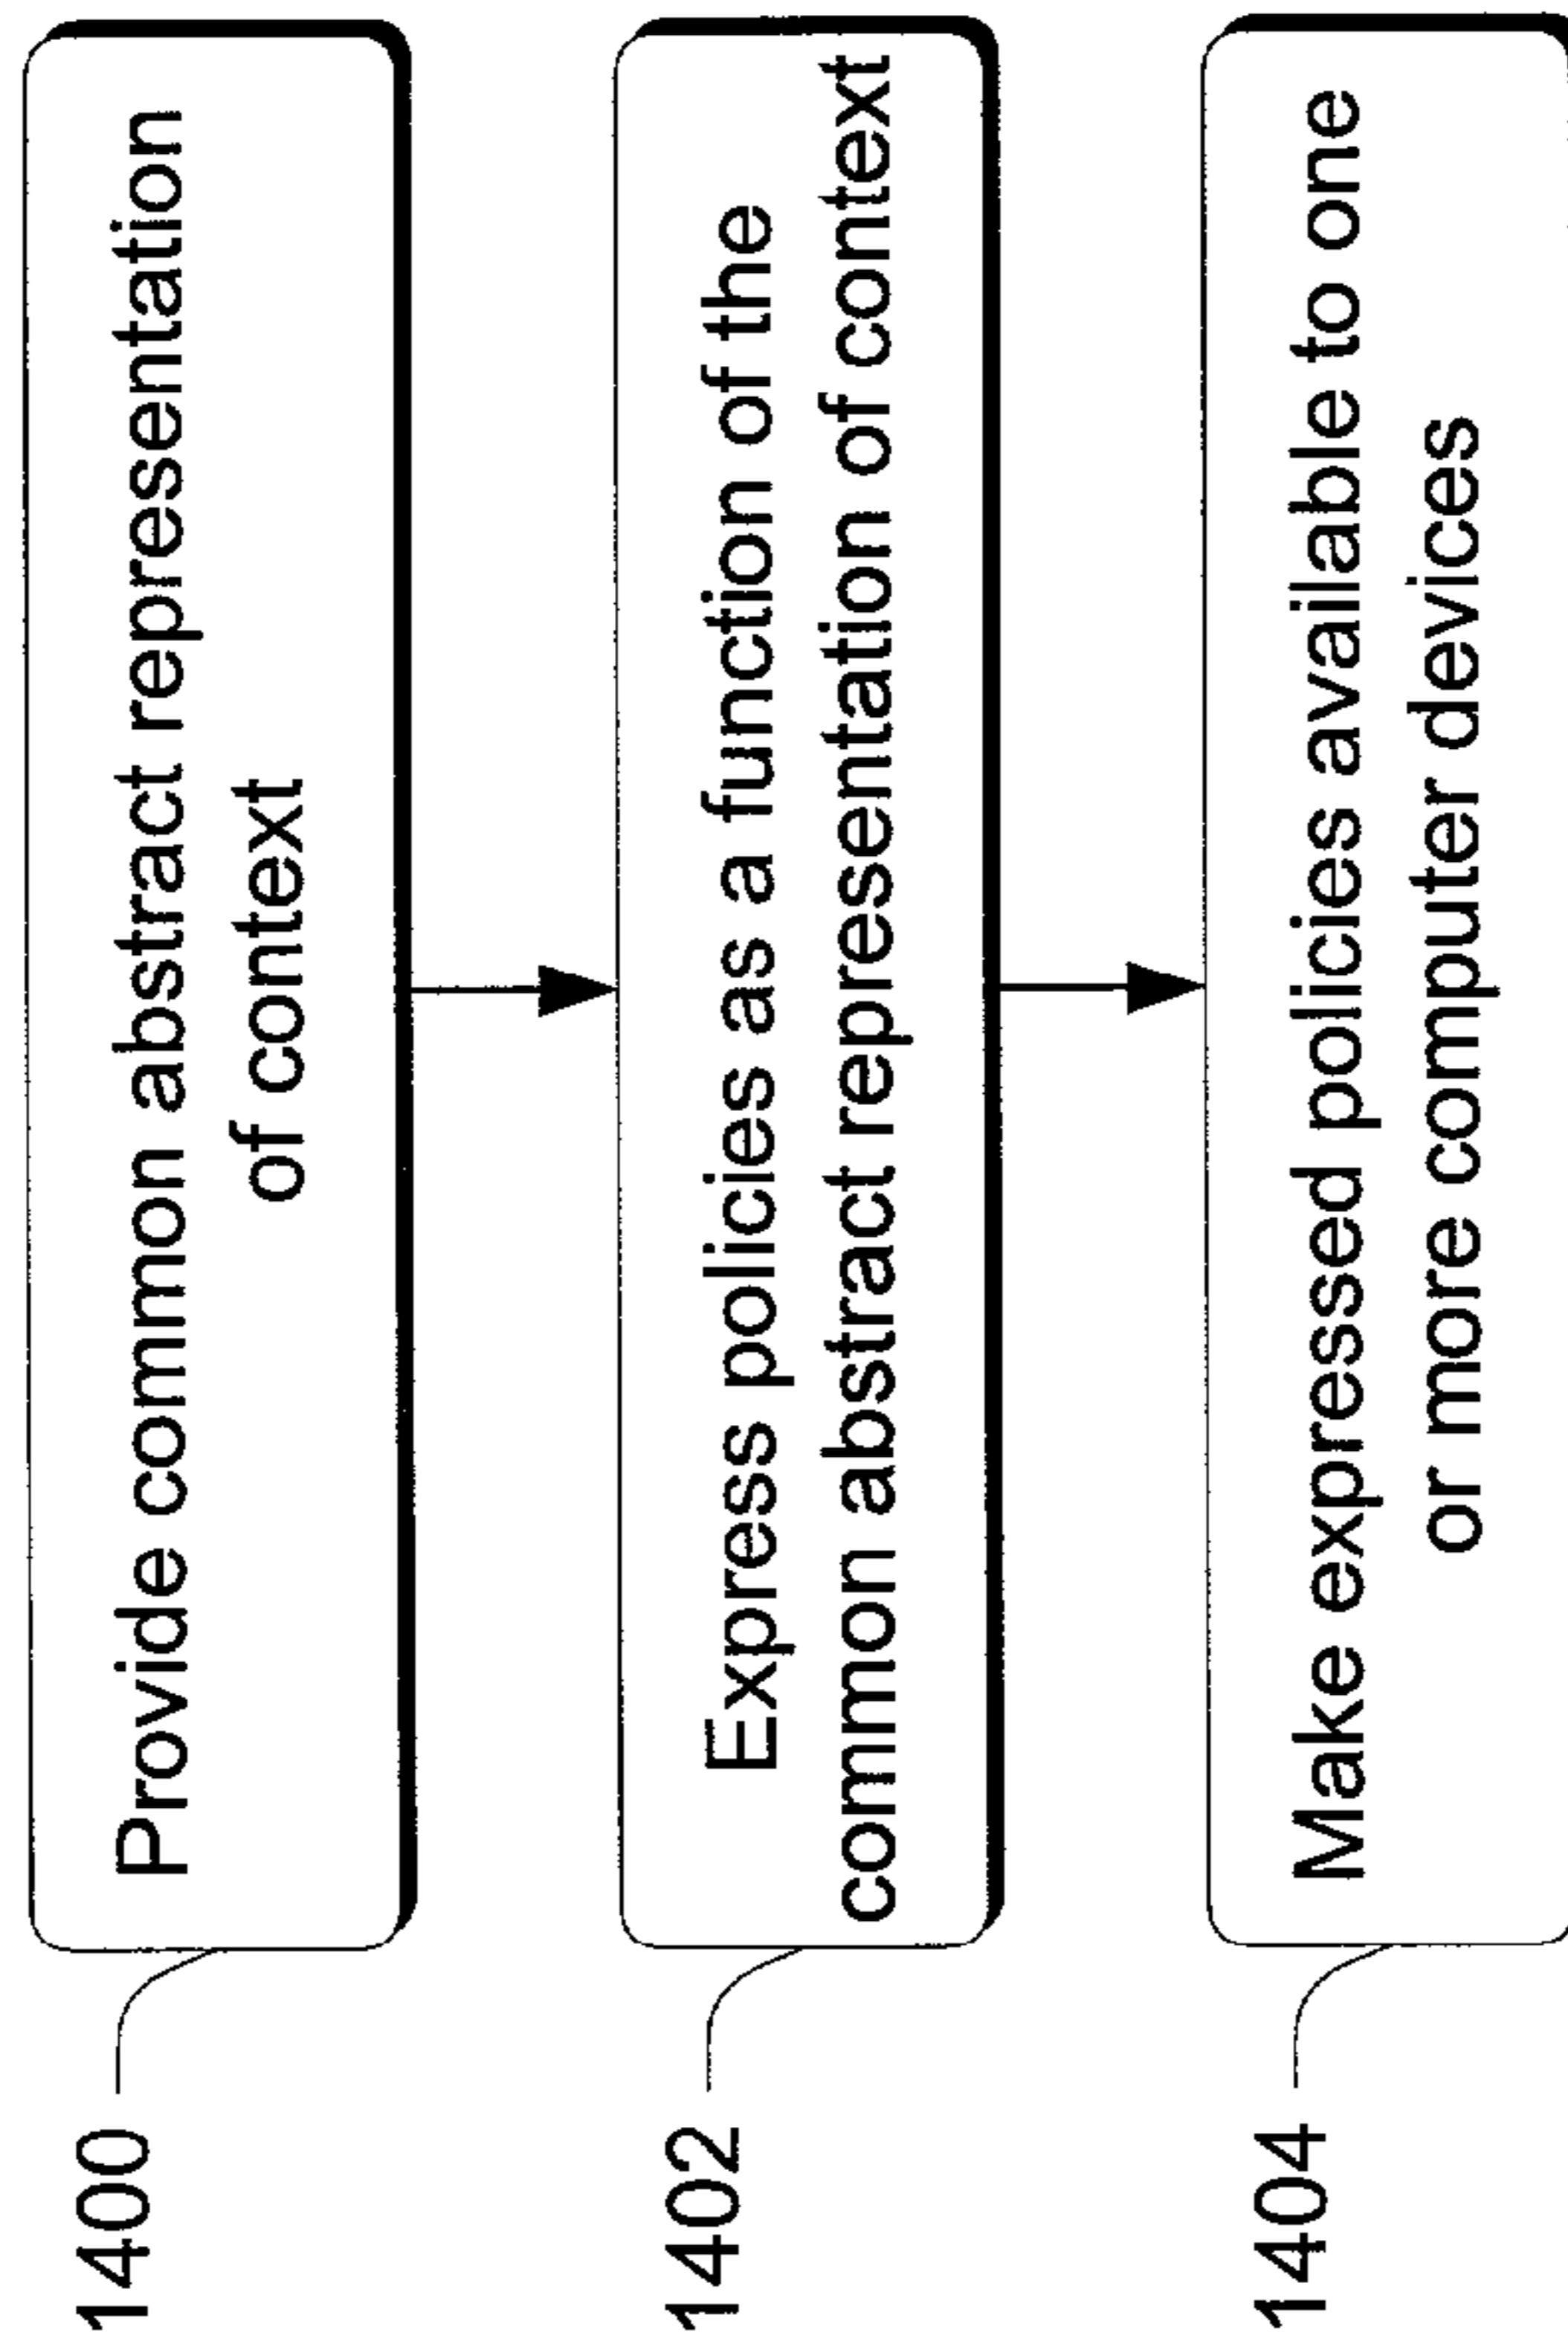 1400
Provide common abstract representation
of context
1402
Express policies as a function of the
common abstract representation of context
1404
Make expressed policies available to one
or more computer devices